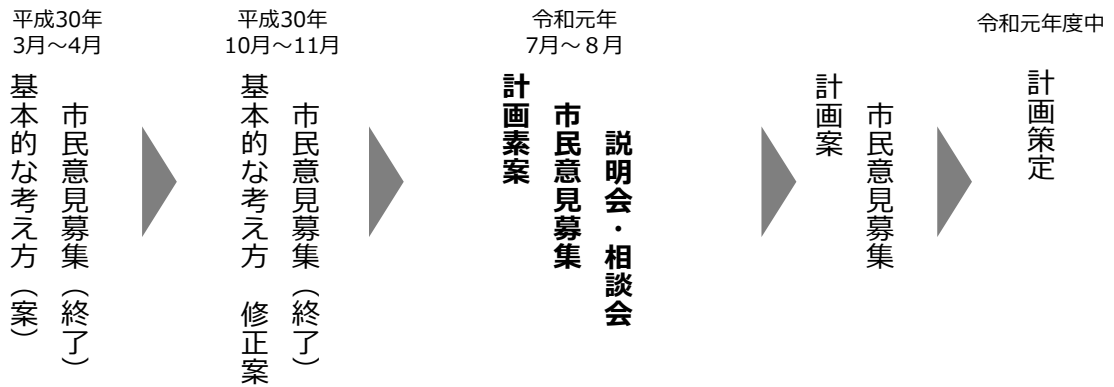 平成30年
3月～4月
基本的な考え方（案）
市民意見募集（終了）
平成30年
10月～11月
基本的な考え方　修正案
市民意見募集（終了）
令和元年
7月～８月
計画素案
市民意見募集
説明会・相談会
計画案
市民意見募集
令和元年度中
計画策定